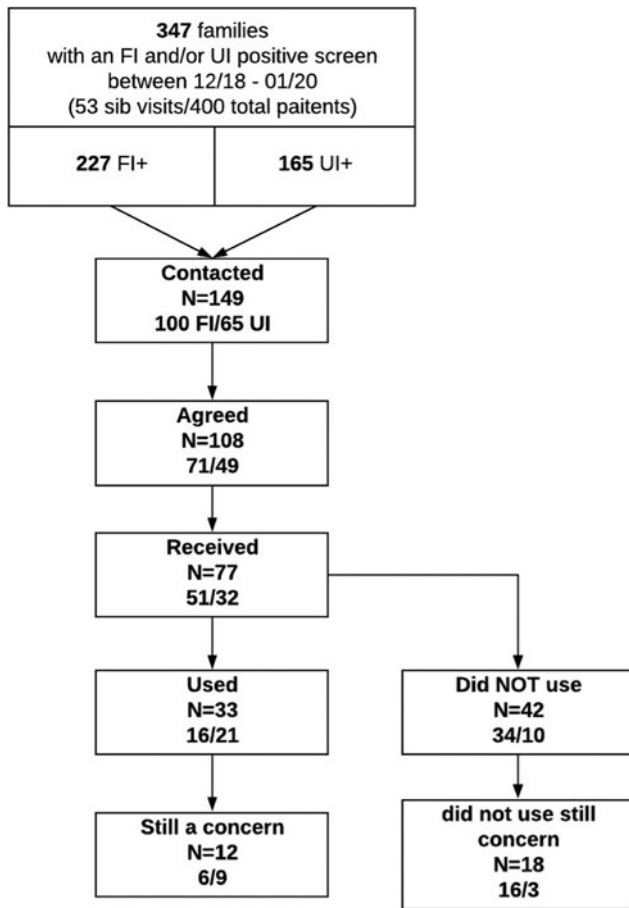 347 families
with an FI and/or UI positive screen
between 12/18 - 01/20
(53 sib visits/400 total paitents)
227 FI+
165 UI+
Contacted
N=149
100 FI/65 UI
Agreed
N=108
71/49
Received
N=77
51/32
Used
N=33
16/21
Did NOT use
N=42
34/10
Still a concern
N=12
6/9
did not use still
concern
N=18
16/3